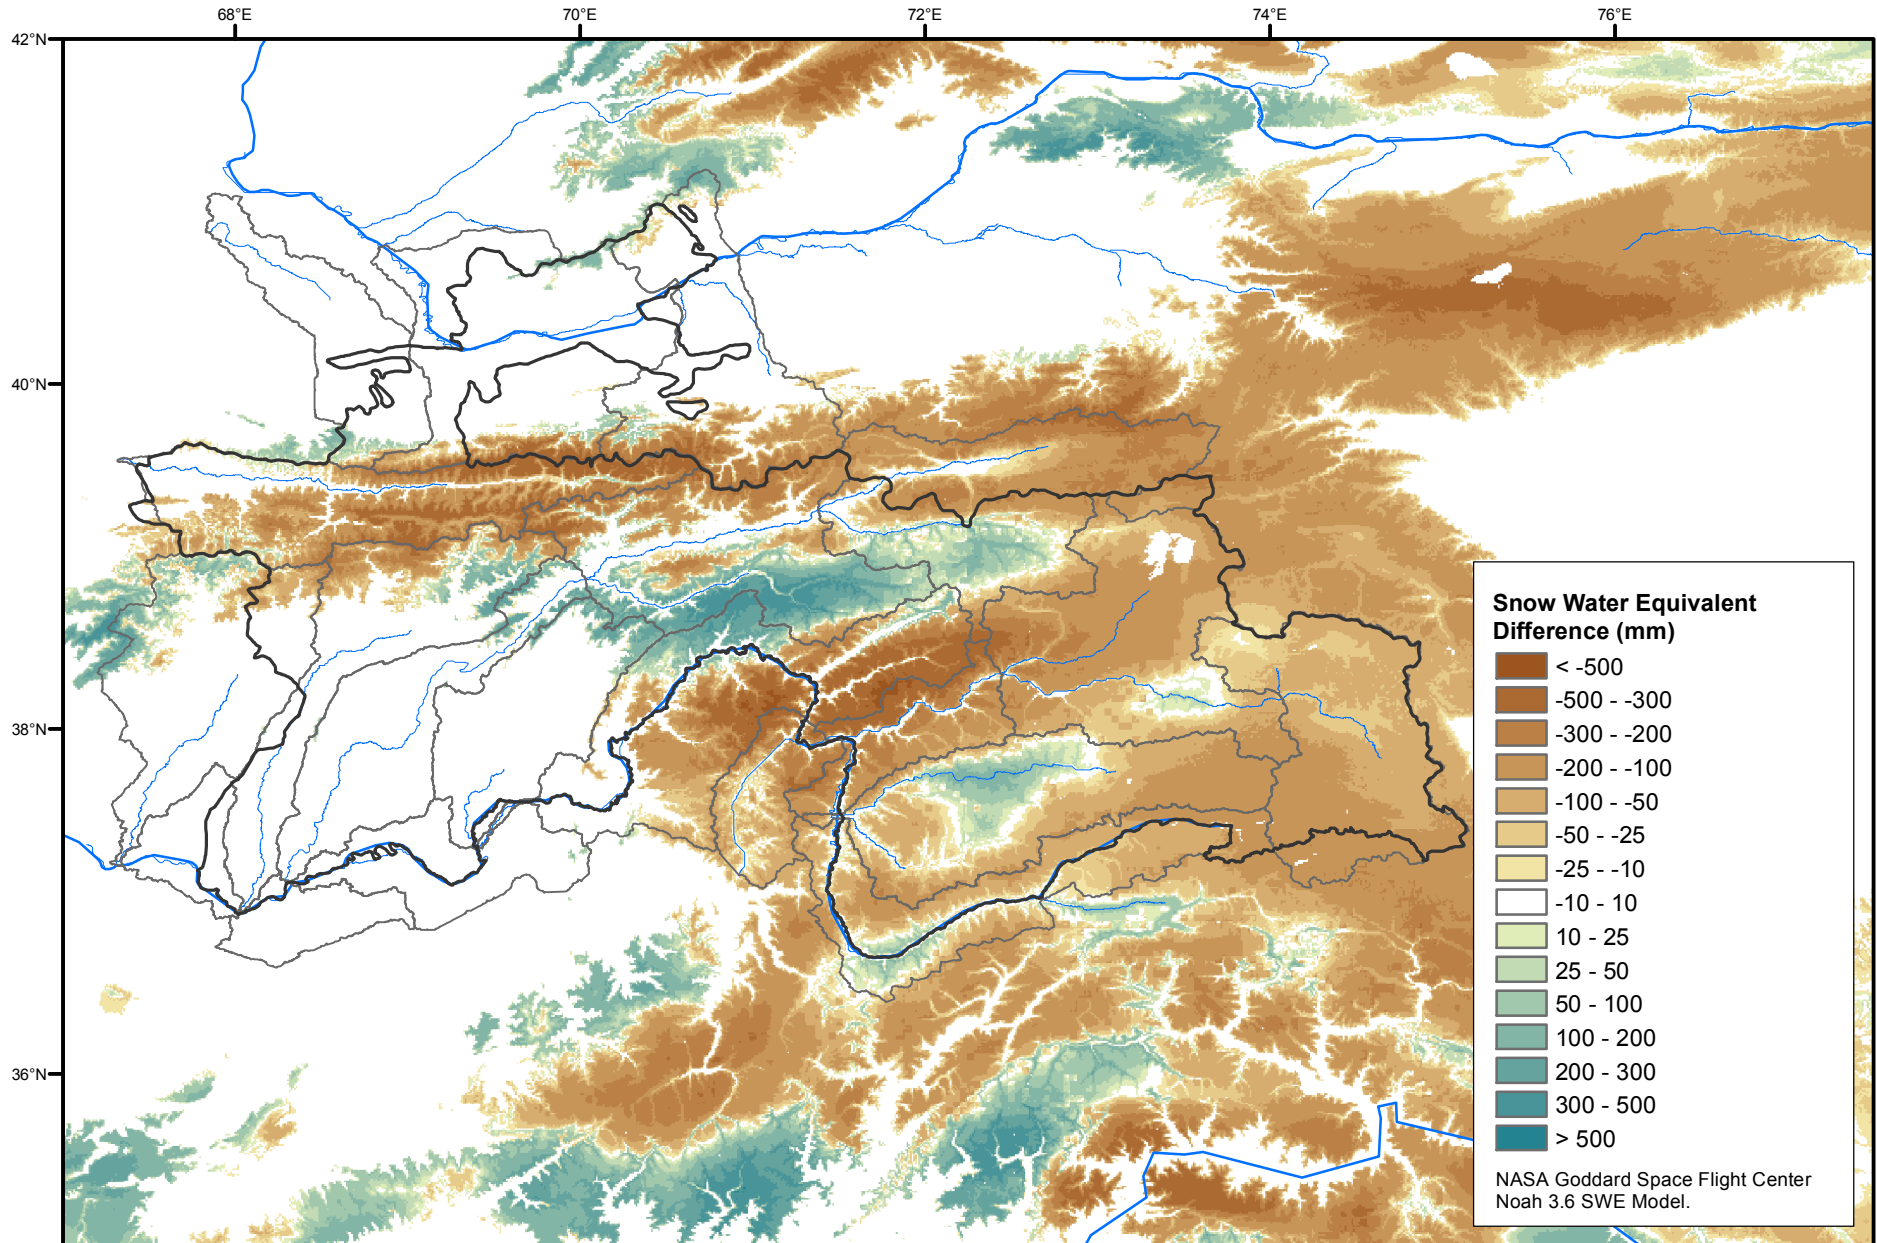 68°E
70°E
72°E
74°E
76°E
42°N
40°N
38°N
36°N
Snow Water Equivalent
Difference (mm)
< -500
-500 - -300
-300 - -200
-200 - -100
-100 - -50
-50 - -25
-25 - -10
-10 - 10
10 - 25
25 - 50
50 - 100
100 - 200
200 - 300
300 - 500
> 500
NASA Goddard Space Flight Center
Noah 3.6 SWE Model.